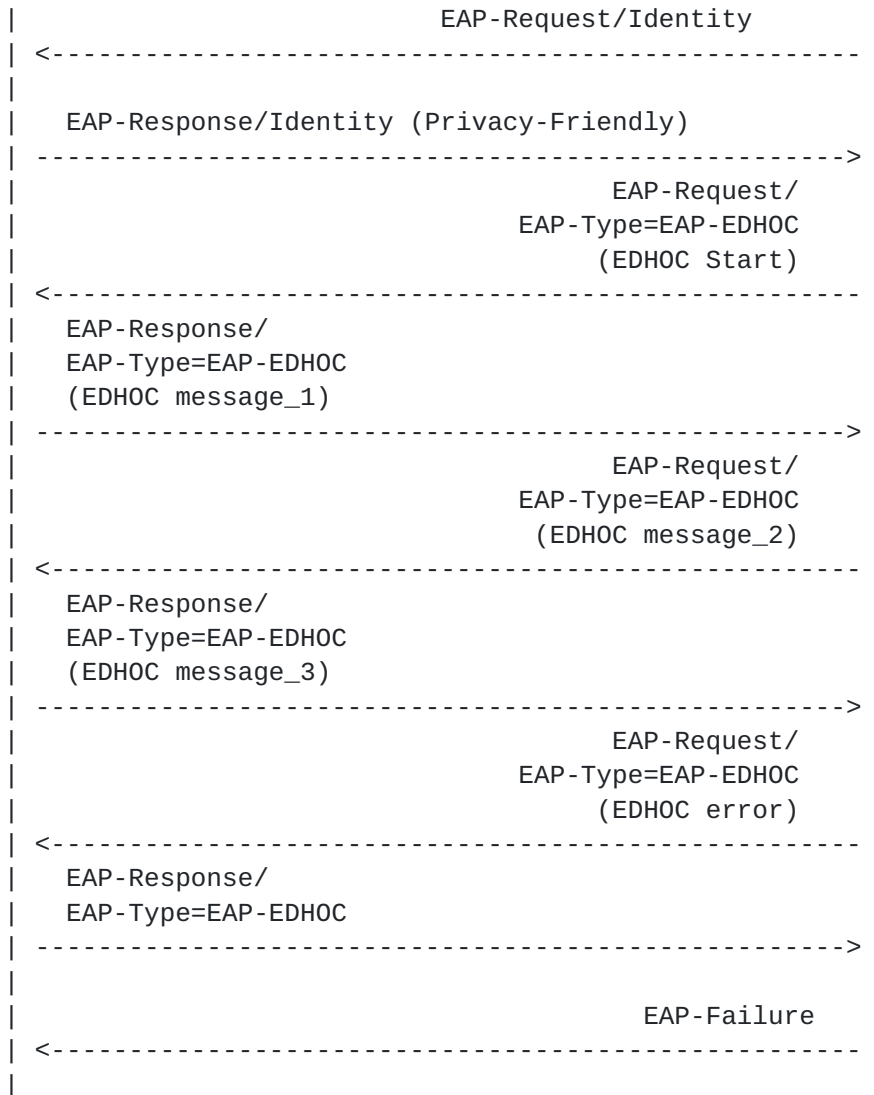 |                           EAP-Request/Identity
| <----------------------------------------------------
|
|   EAP-Response/Identity (Privacy-Friendly)
| ---------------------------------------------------->
|                                      EAP-Request/
|                                EAP-Type=EAP-EDHOC
|                                     (EDHOC Start)
| <----------------------------------------------------
|   EAP-Response/
|   EAP-Type=EAP-EDHOC
|   (EDHOC message_1)
| ---------------------------------------------------->
|                                      EAP-Request/
|                                EAP-Type=EAP-EDHOC
|                                 (EDHOC message_2)
| <----------------------------------------------------
|   EAP-Response/
|   EAP-Type=EAP-EDHOC
|   (EDHOC message_3)
| ---------------------------------------------------->
|                                      EAP-Request/
|                                EAP-Type=EAP-EDHOC
|                                     (EDHOC error)
| <----------------------------------------------------
|   EAP-Response/
|   EAP-Type=EAP-EDHOC
| ---------------------------------------------------->
|
|                                        EAP-Failure
| <----------------------------------------------------
|